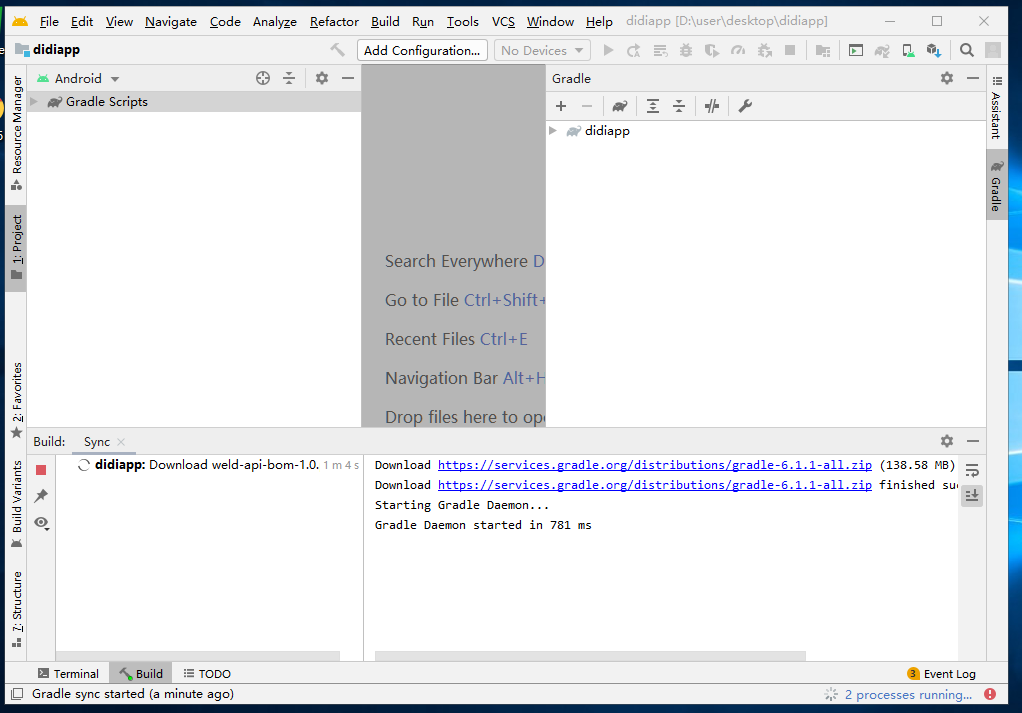 File Edit View Navigate Code Analyze Refactor Build Run Tools VCS Window Help didiapp [D:\user\desktop\didiapp]
didiapp Add Configuration... No Devices
Android
Gradle Scripts
Gradle
didiapp
Resource Manager
1: Project
2: Favorites
Build Variants
7: Structure
Assistant
Gradle
Search Everywhere D
Go to File Ctrl+Shift+
Recent Files Ctrl+E
Navigation Bar Alt+H
Drop files here to ope
Build: Sync
didiapp: Download weld-api-bom-1.0. 1 m 4 s
Download https://services.gradle.org/distributions/gradle-6.1.1-all.zip (138.58 MB)
Download https://services.gradle.org/distributions/gradle-6.1.1-all.zip finished suc
Starting Gradle Daemon...
Gradle Daemon started in 781 ms
Terminal Build TODO 3 Event Log
Gradle sync started (a minute ago) 2 processes running...